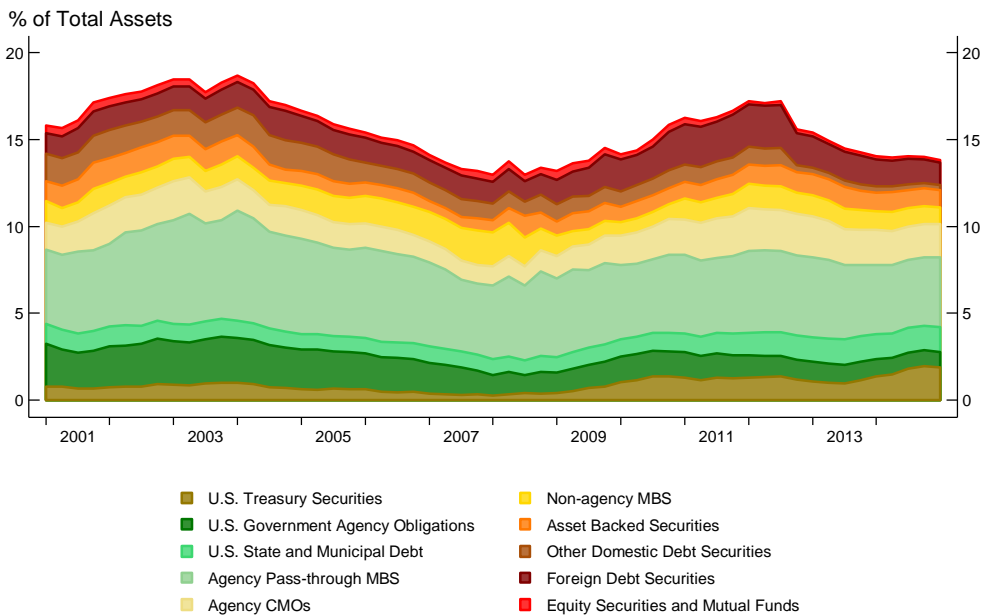 % of Total Assets
20 20
15 15
10 10
5 5
0 0
2001 2003 2005 2007 2009 2011 2013
U.S. Treasury Securities
U.S. Government Agency Obligations
U.S. State and Municipal Debt
Agency Pass-through MBS
Agency CMOs
Non-agency MBS
Asset Backed Securities
Other Domestic Debt Securities
Foreign Debt Securities
Equity Securities and Mutual Funds